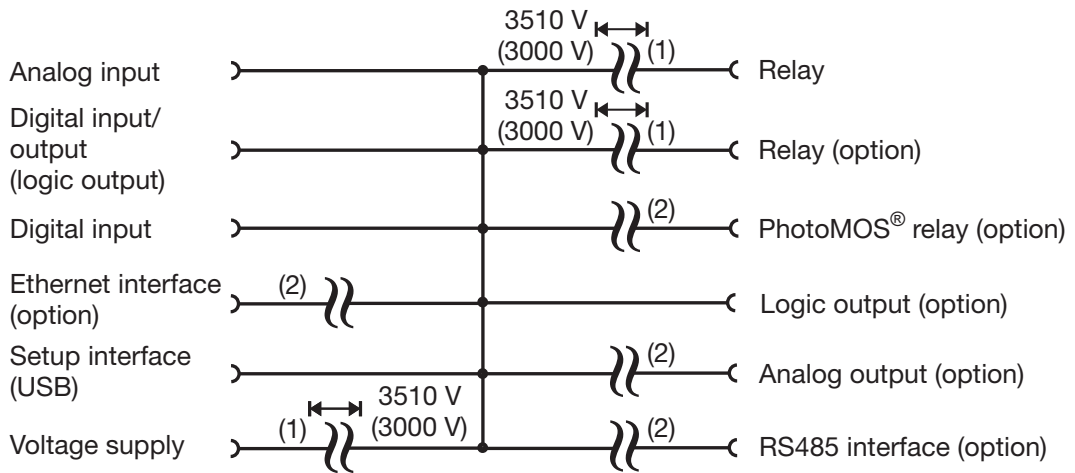 3510 V
(3000 V)
(1)
Analog input
Relay
3510 V
(3000 V)
(1)
Digital input/
output
(logic output)
Relay (option)
Digital input
(2)
PhotoMOS® relay (option)
Ethernet interface
(option)
(2)
Logic output (option)
Setup interface
(USB)
(2)
Analog output (option)
3510 V
(3000 V)
(1)
Voltage supply
(2)
RS485 interface (option)